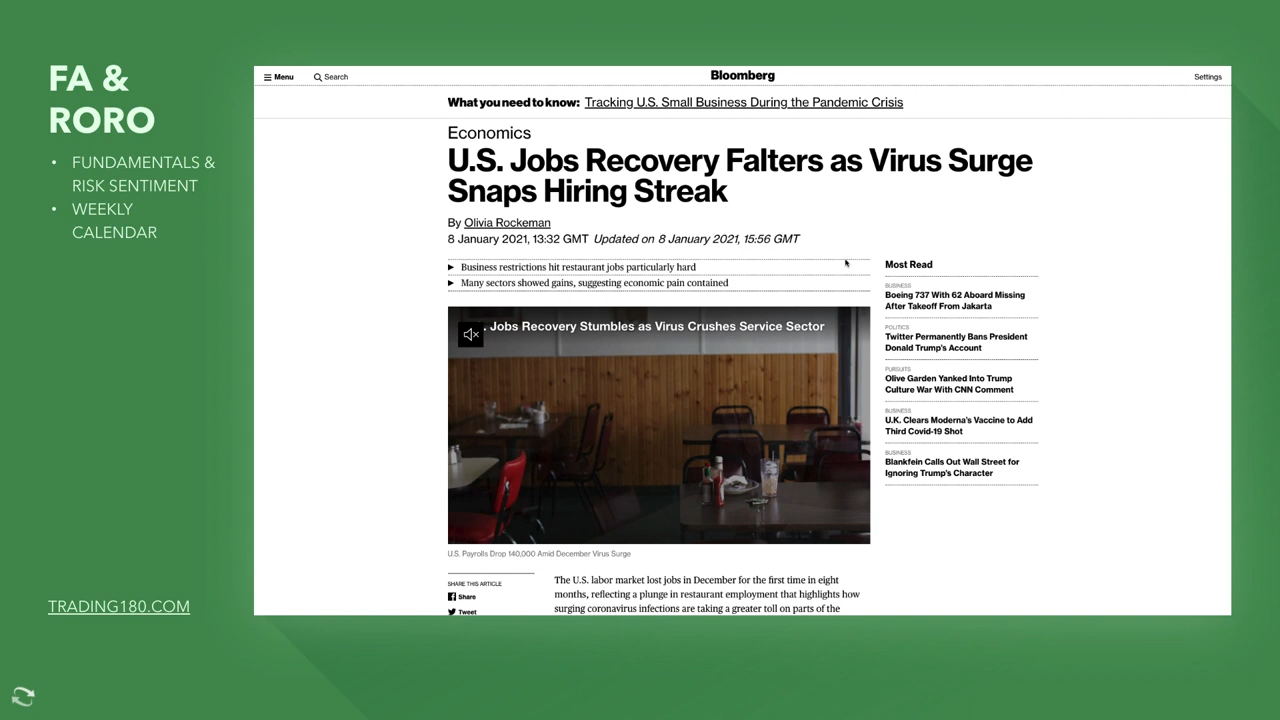 FA &
RORO
• FUNDAMENTALS &
RISK SENTIMENT
• WEEKLY
CALENDAR
TRADING180.COM
Menu
Search
Bloomberg
Settings
What you need to know: Tracking U.S. Small Business During the Pandemic Crisis
Economics
U.S. Jobs Recovery Falters as Virus Surge
Snaps Hiring Streak
By Olivia Rockeman
8 January 2021, 13:32 GMT Updated on 8 January 2021, 15:56 GMT
Business restrictions hit restaurant jobs particularly hard
Many sectors showed gains, suggesting economic pain contained
. Jobs Recovery Stumbles as Virus Crushes Service Sector
U.S. Payrolls Drop 140,000 Amid December Virus Surge
SHARE THIS ARTICLE
Share
Tweet
The U.S. labor market lost jobs in December for the first time in eight
months, reflecting a plunge in restaurant employment that highlights how
surging coronavirus infections are taking a greater toll on parts of the
Most Read
BUSINESS
Boeing 737 With 62 Aboard Missing
After Takeoff From Jakarta
POLITICS
Twitter Permanently Bans President
Donald Trump's Account
PURSUITS
Olive Garden Yanked Into Trump
Culture War With CNN Comment
BUSINESS
U.K. Clears Moderna's Vaccine to Add
Third Covid-19 Shot
BUSINESS
Blankfein Calls Out Wall Street for
Ignoring Trump's Character